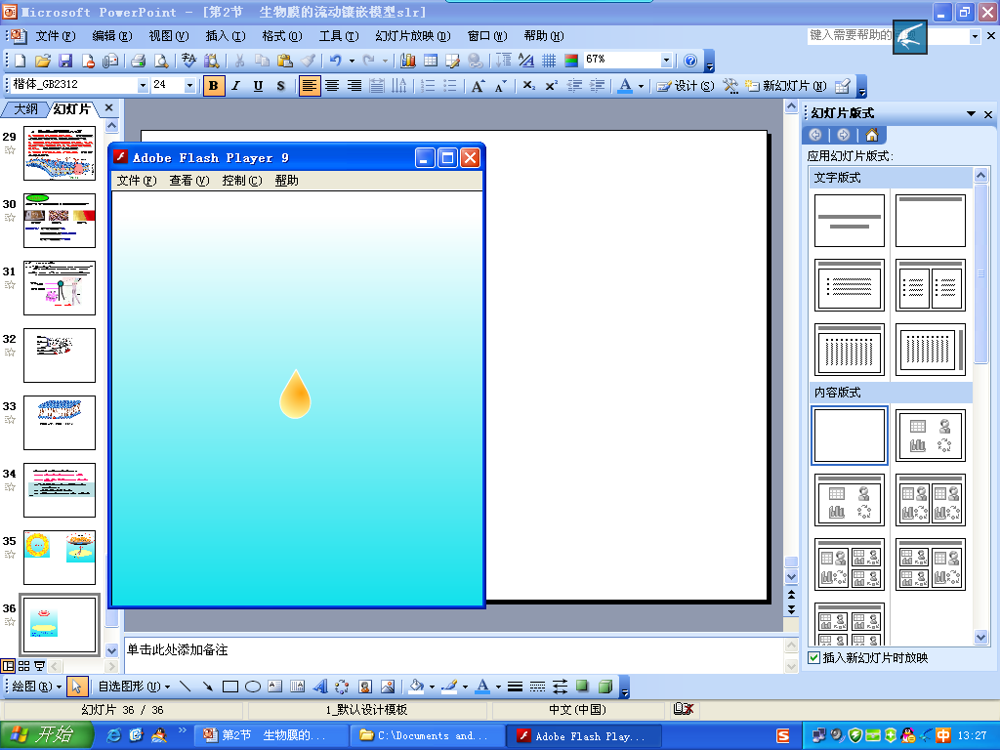 Microsoft PowerPoint - [第2节 生物膜的流动镶嵌模型slr]
文件(F) 编辑(E) 视图(V) 插入(I) 格式(O) 工具(T) 幻灯片放映(D) 窗口(W) 帮助(H) 键入需要帮助的
67%
楷体_GB2312 24 B I U S 设计(S) 新幻灯片(N)
大纲 幻灯片
幻灯片版式
应用幻灯片版式:
文字版式
内容版式
插入新幻灯片时放映
29
30
31
32
33
34
35
36
Adobe Flash Player 9
文件(F) 查看(V) 控制(C) 帮助
单击此处添加备注
绘图(R) 自选图形(U)
幻灯片 36 / 36 1_默认设计模板 中文(中国)
开始 第2节 生物膜的... C:\Documents and... Adobe Flash Play... 中 13:27